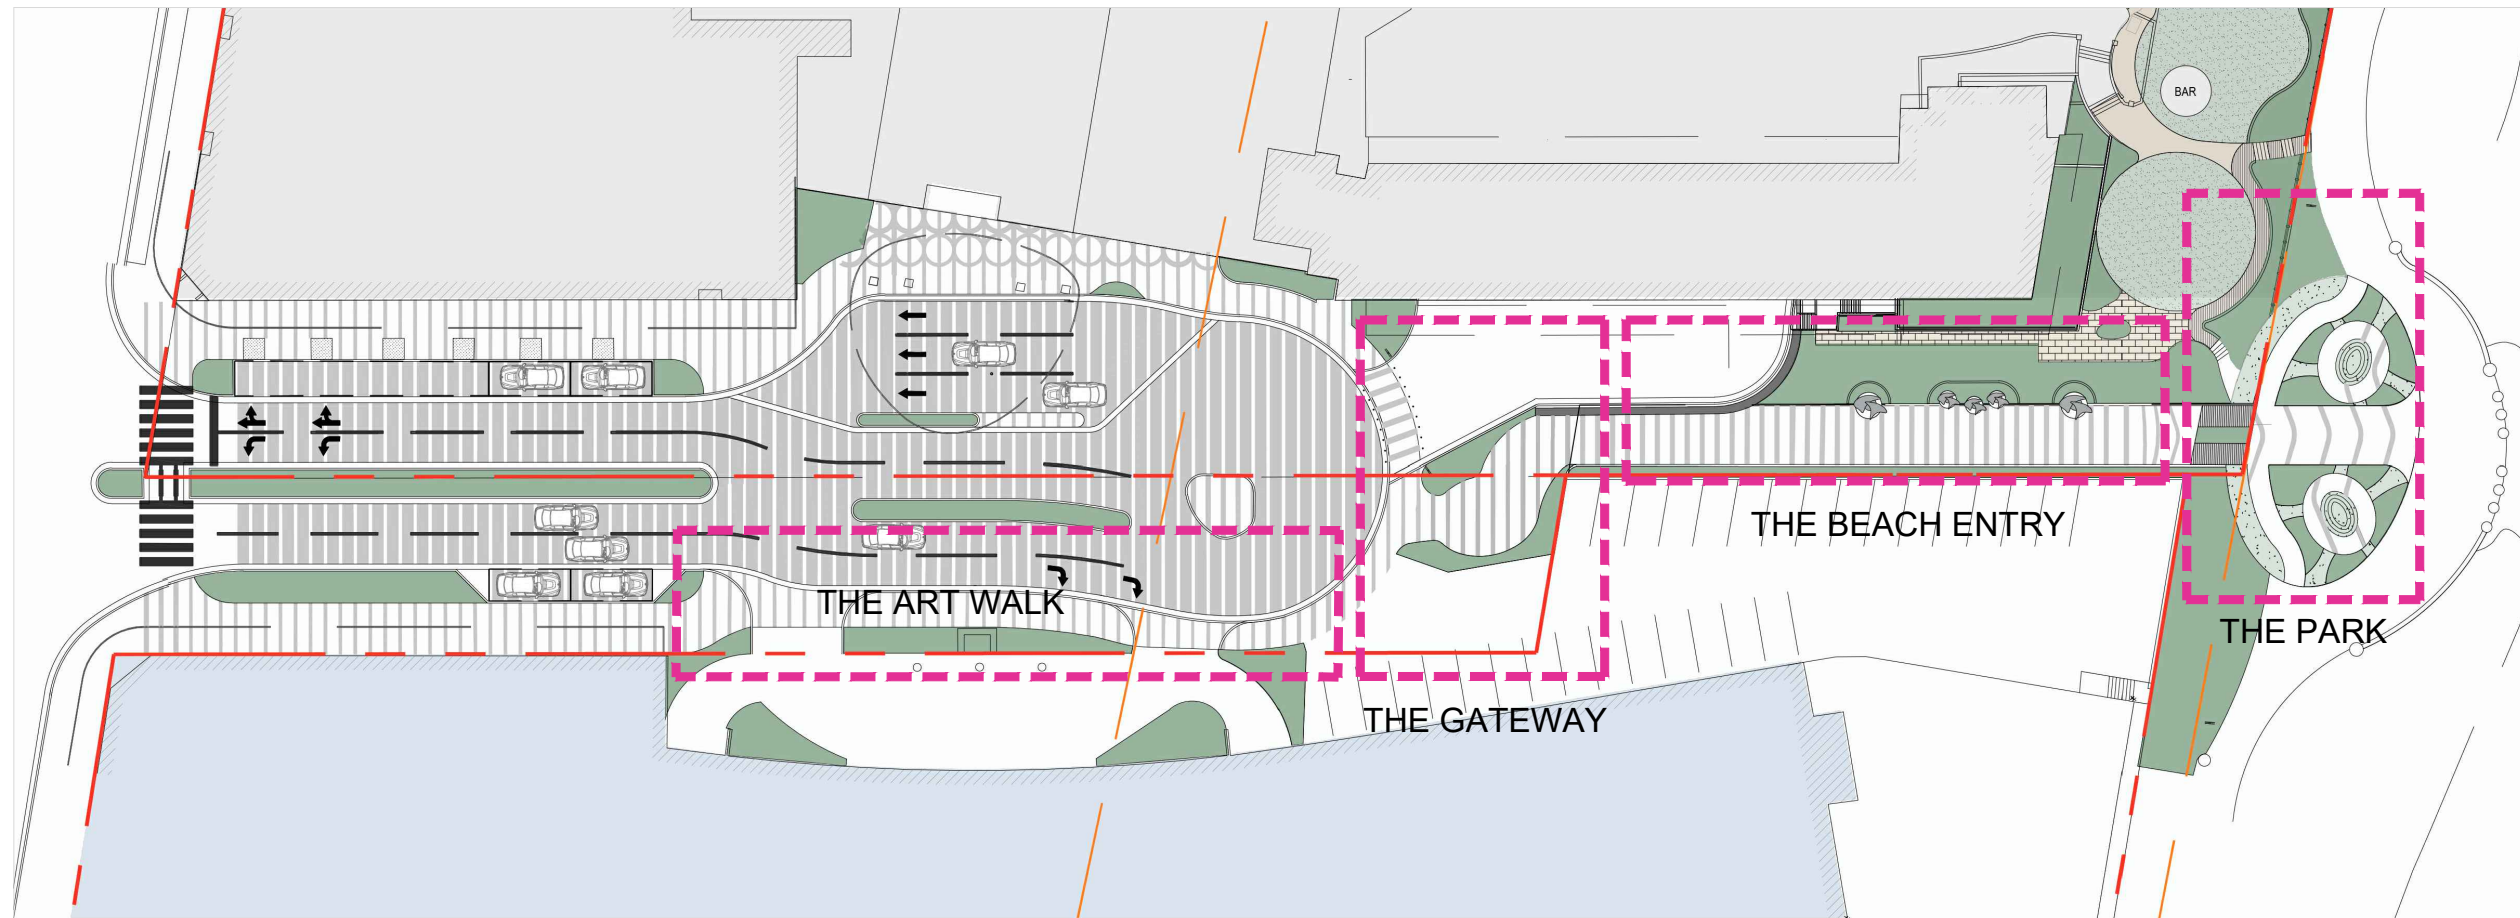 BAR
THE BEACH ENTRY
THE ART WALK
THE PARK
THE GATEWAY